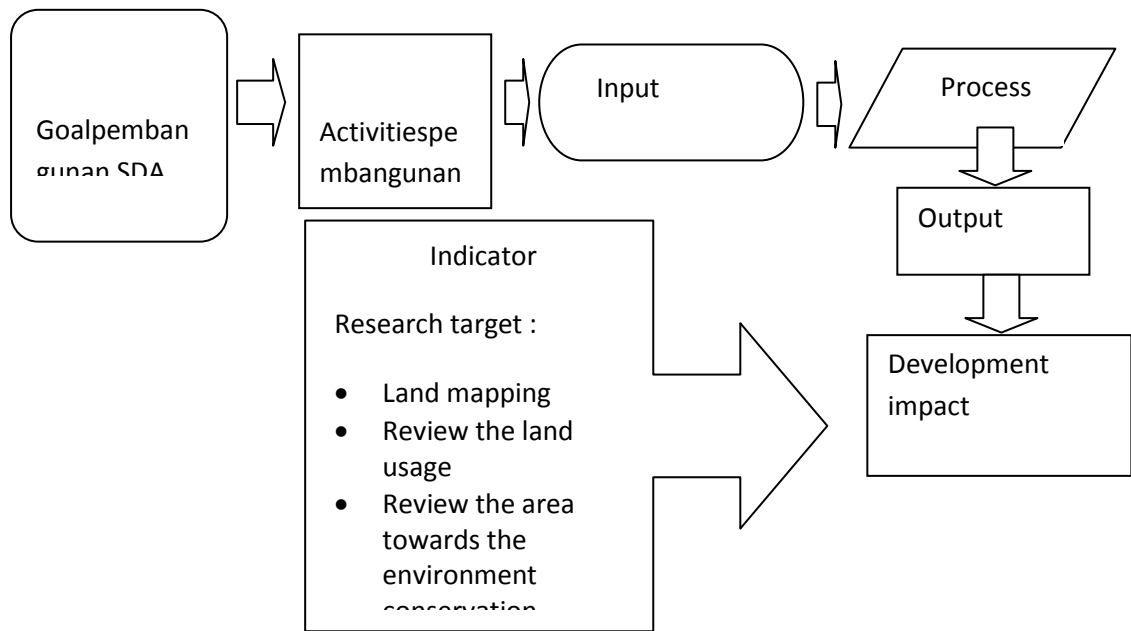 Goalpemban
gunan SDA
Activitiespe
mbangunan
Input
Process
Output
Development
impact
Indicator
Research target :
• Land mapping
• Review the land
usage
• Review the area
towards the
environment
conservation